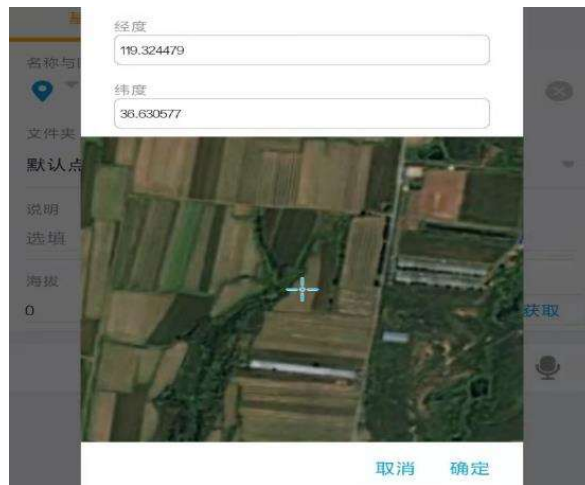 经度
119.324479
纬度
36.630577
名称与
文件夹
默认点
说明
选填
海拔
0
获取
取消
确定